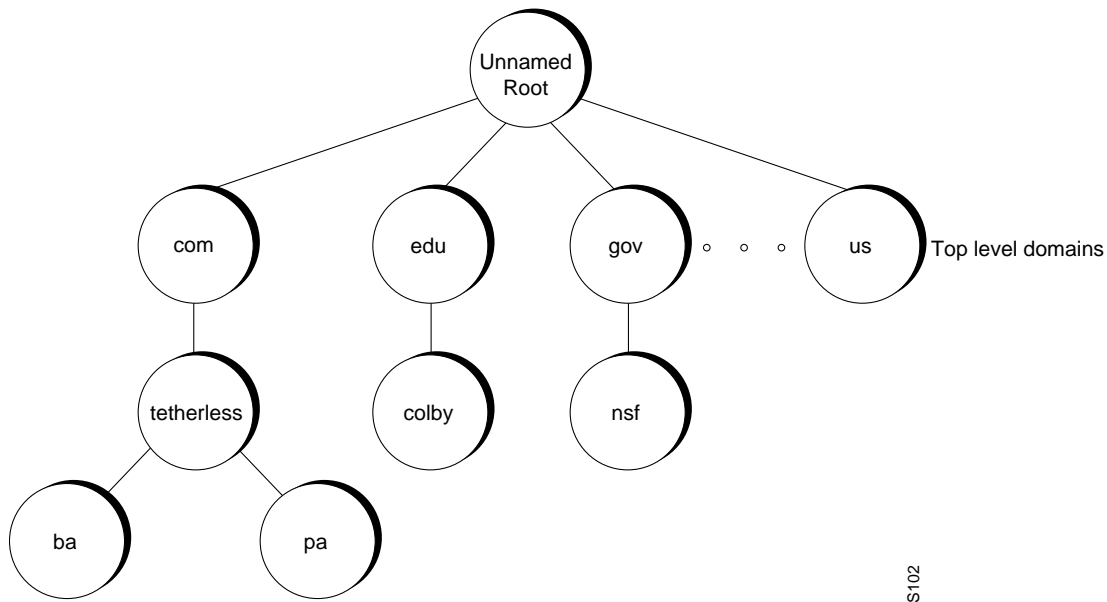 Unnamed
Root
com
edu
gov
us
Top level domains
tetherless
colby
nsf
ba
pa
S102